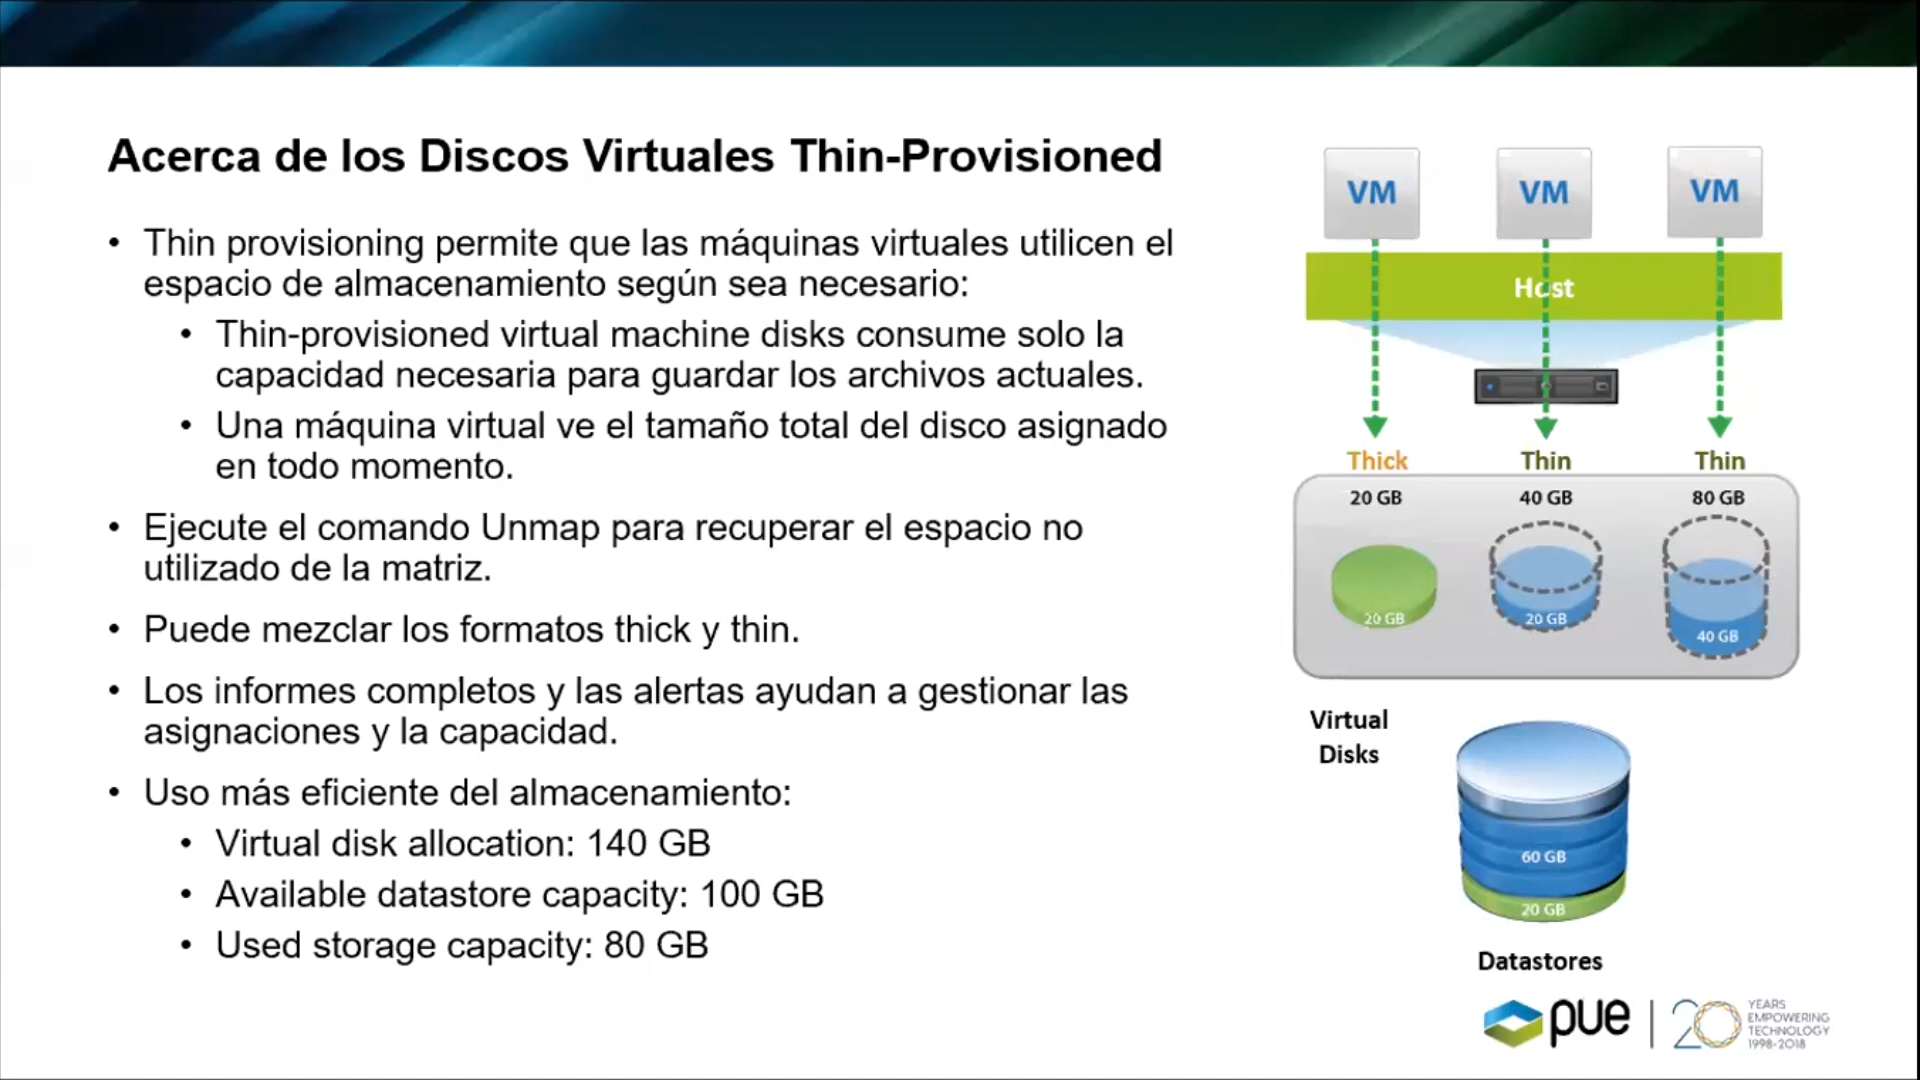 Acerca de los Discos Virtuales Thin-Provisioned
• Thin provisioning permite que las máquinas virtuales utilicen el
espacio de almacenamiento según sea necesario:
• Thin-provisioned virtual machine disks consume solo la
capacidad necesaria para guardar los archivos actuales.
• Una máquina virtual ve el tamaño total del disco asignado
en todo momento.
• Ejecute el comando Unmap para recuperar el espacio no
utilizado de la matriz.
• Puede mezclar los formatos thick y thin.
• Los informes completos y las alertas ayudan a gestionar las
asignaciones y la capacidad.
• Uso más eficiente del almacenamiento:
• Virtual disk allocation: 140 GB
• Available datastore capacity: 100 GB
• Used storage capacity: 80 GB
VM VM VM
Host
Thick Thin Thin
20 GB 40 GB 80 GB
20 GB 20 GB 40 GB
Virtual
Disks
60 GB
20 GB
Datastores
pue
20
YEARS
EMPOWERING
TECHNOLOGY
1998-2018